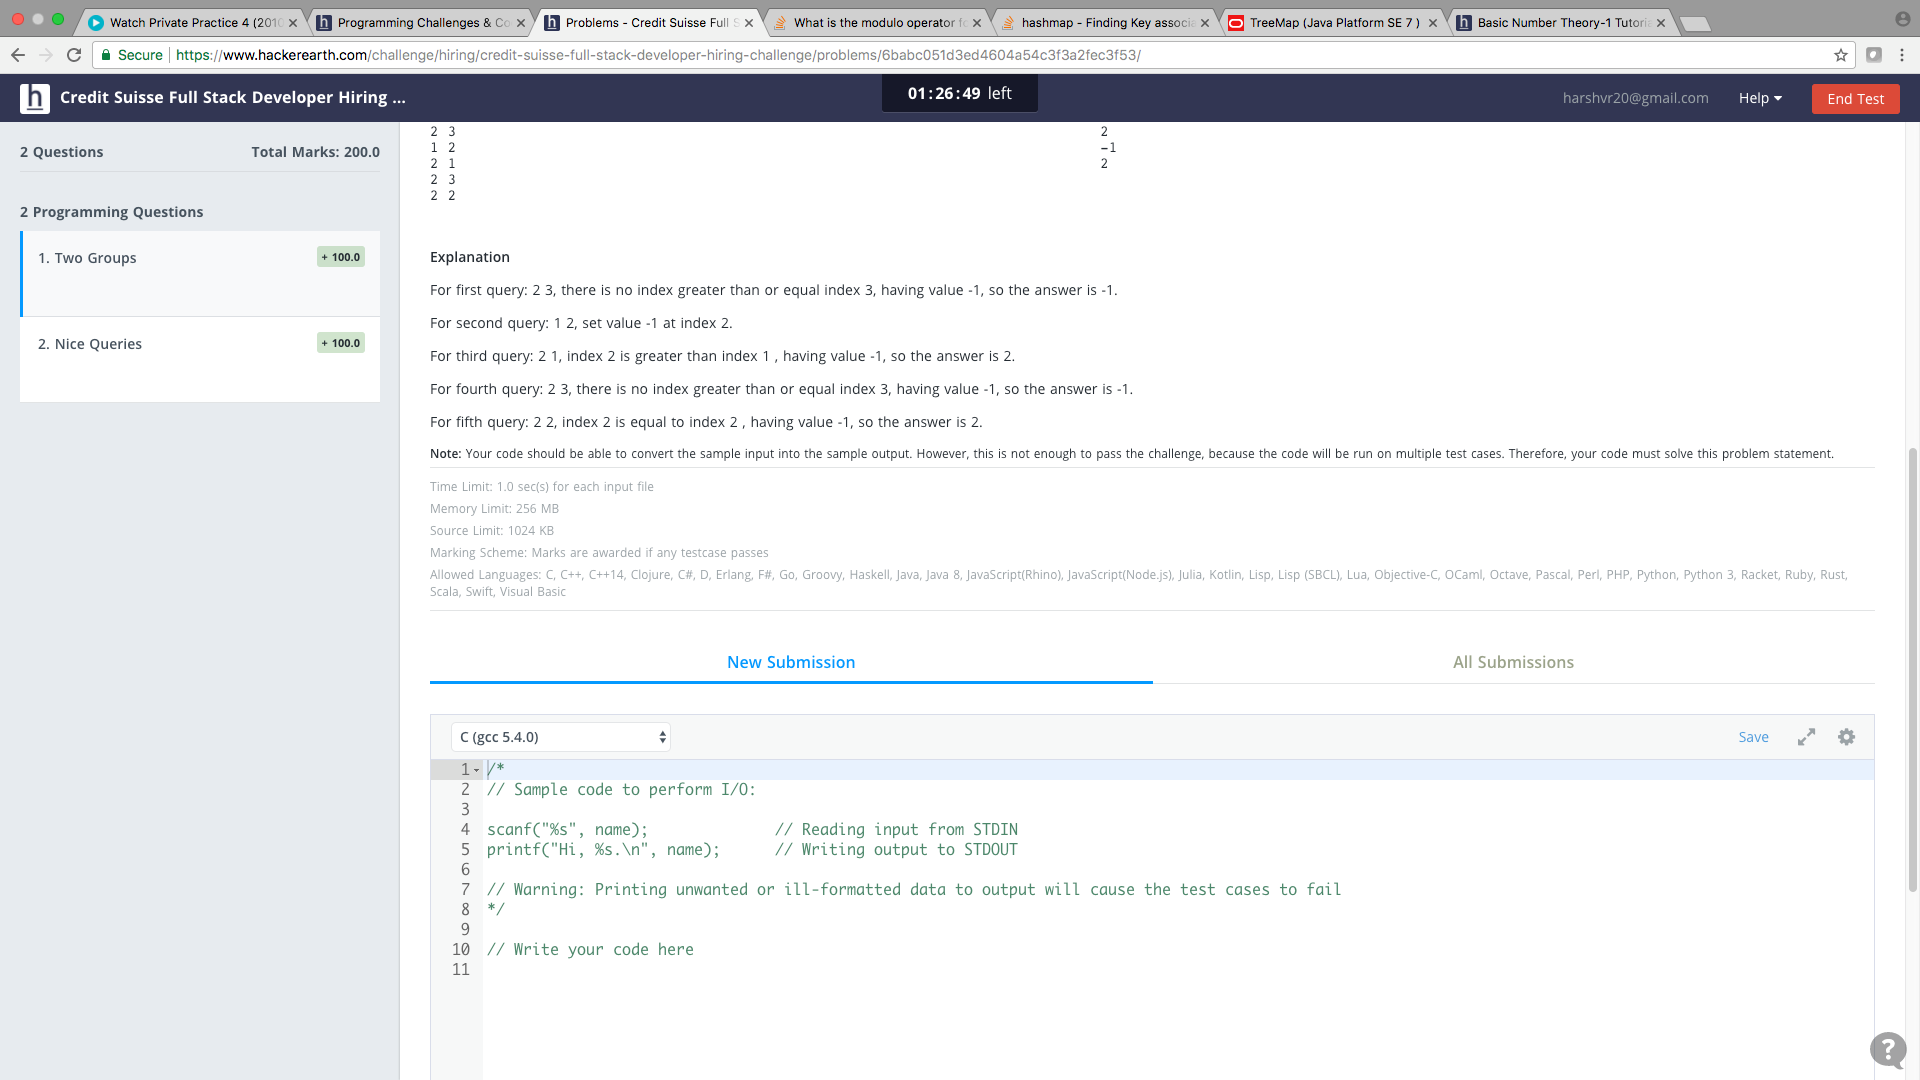 Watch Private Practice 4 (201
Programming Challenges & Co
Problems - Credit Suisse Full S
What is the modulo operator f
hashmap - Finding Key associa
TreeMap (Java Platform SE 7 )
Basic Number Theory-1 Tutori
Secure https://www.hackerearth.com/challenge/hiring/credit-suisse-full-stack-developer-hiring-challenge/problems/6babc051d3ed4604a54c3f3a2fec3f53/
h Credit Suisse Full Stack Developer Hiring ...
01:26:49 left
harshvr20@gmail.com Help End Test
2 Questions Total Marks: 200.0
2 Programming Questions
1. Two Groups + 100.0
2. Nice Queries + 100.0
2 3
1 2
2 1
2 3
2 2
2
-1
2
Explanation
For first query: 2 3, there is no index greater than or equal index 3, having value -1, so the answer is -1.
For second query: 1 2, set value -1 at index 2.
For third query: 2 1, index 2 is greater than index 1 , having value -1, so the answer is 2.
For fourth query: 2 3, there is no index greater than or equal index 3, having value -1, so the answer is -1.
For fifth query: 2 2, index 2 is equal to index 2 , having value -1, so the answer is 2.
Note: Your code should be able to convert the sample input into the sample output. However, this is not enough to pass the challenge, because the code will be run on multiple test cases. Therefore, your code must solve this problem statement.
Time Limit: 1.0 sec(s) for each input file
Memory Limit: 256 MB
Source Limit: 1024 KB
Marking Scheme: Marks are awarded if any testcase passes
Allowed Languages: C, C++, C++14, Clojure, C#, D, Erlang, F#, Go, Groovy, Haskell, Java, Java 8, JavaScript(Rhino), JavaScript(Node.js), Julia, Kotlin, Lisp, Lisp (SBCL), Lua, Objective-C, OCaml, Octave, Pascal, Perl, PHP, Python, Python 3, Racket, Ruby, Rust,
Scala, Swift, Visual Basic
New Submission All Submissions
C (gcc 5.4.0) Save
1 /*
2 // Sample code to perform I/O:
3
4 scanf("%s", name); // Reading input from STDIN
5 printf("Hi, %s.\n", name); // Writing output to STDOUT
6
7 // Warning: Printing unwanted or ill-formatted data to output will cause the test cases to fail
8 */
9
10 // Write your code here
11
?